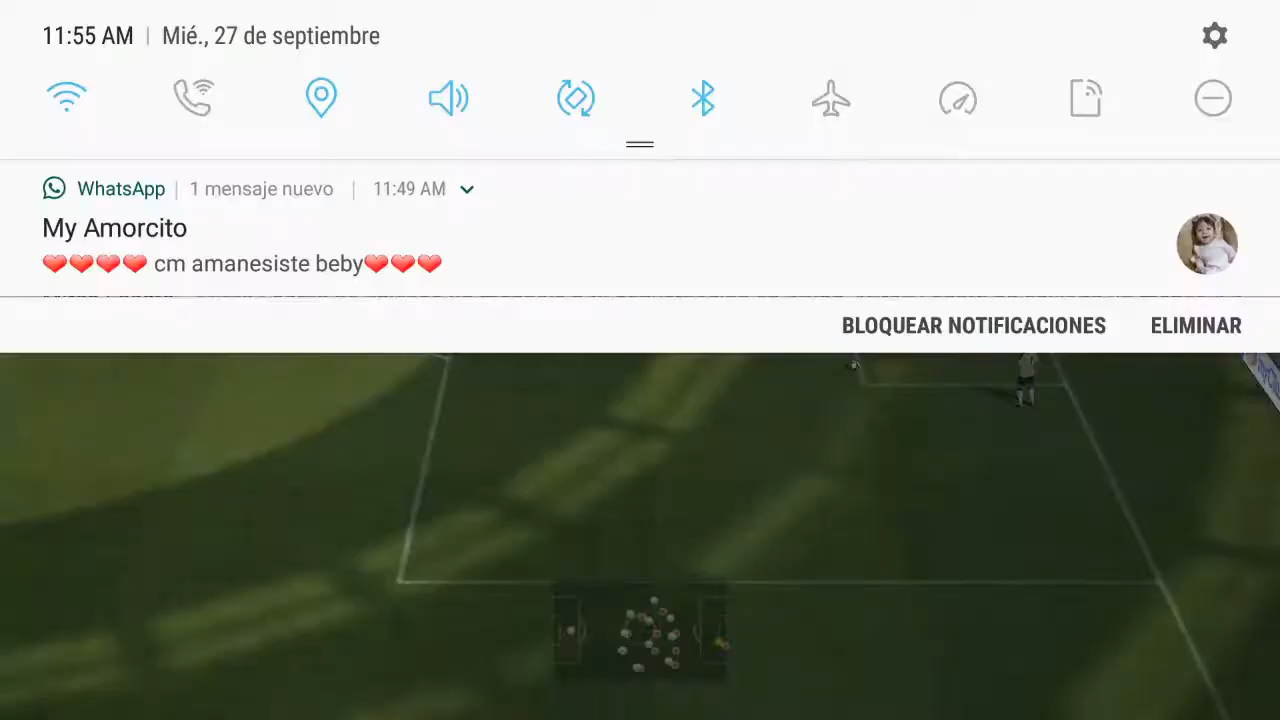 11:55 AM | Mié., 27 de septiembre
WhatsApp | 1 mensaje nuevo | 11:49 AM
My Amorcito
❤❤❤❤ cm amanesiste beby❤❤❤
BLOQUEAR NOTIFICACIONES ELIMINAR